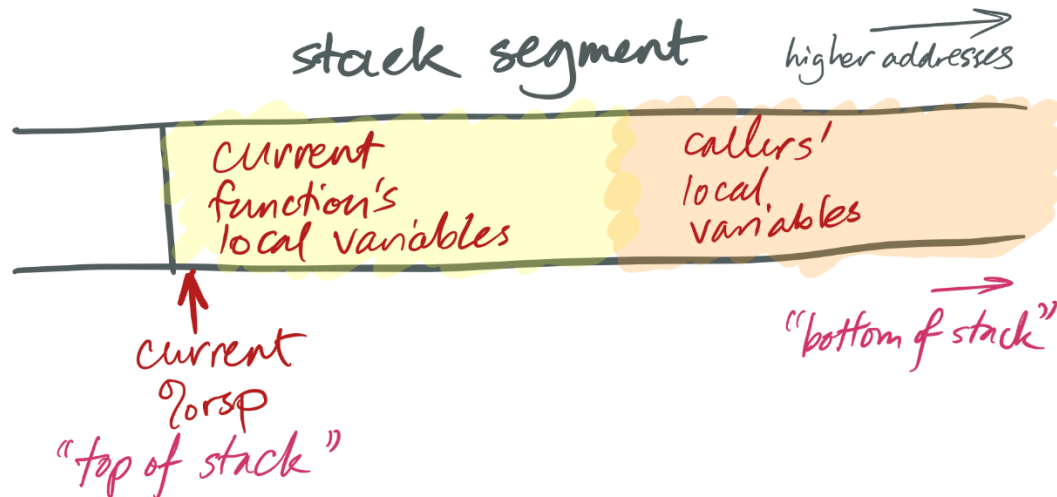 stack segment
higher addresses
current
function's
local variables
callers'
local
variables
current
%rsp
"top of stack"
"bottom of stack"